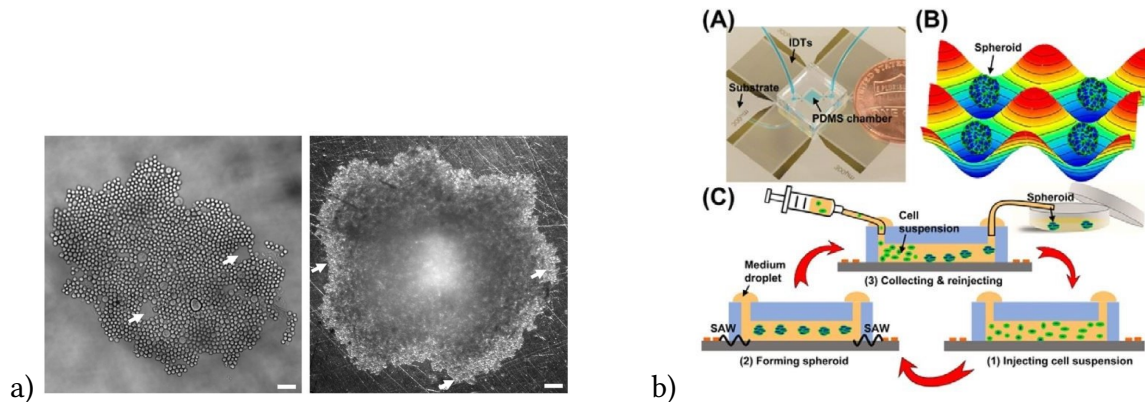 a)
b)
(A)
IDTs
Substrate
PDMS chamber
(B)
Spheroid
(C)
Cell
suspension
Spheroid
(3) Collecting & reinjecting
Medium
droplet
SAW
SAW
(2) Forming spheroid
(1) Injecting cell suspension